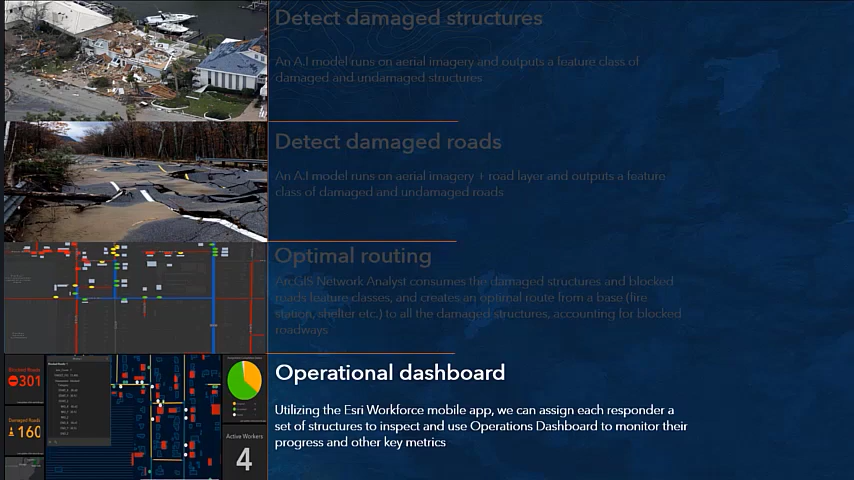 Detect damaged structures
An A.I model runs on aerial imagery and outputs a feature class of
damaged and undamaged structures
Detect damaged roads
An A.I model runs on aerial imagery + road layer and outputs a feature
class of damaged and undamaged roads
Optimal routing
ArcGIS Network Analyst consumes the damaged structures and blocked
roads feature classes, and creates an optimal route from a base (fire
station, shelter etc.) to all the damaged structures, accounting for blocked
roadways
Operational dashboard
Utilizing the Esri Workforce mobile app, we can assign each responder a
set of structures to inspect and use Operations Dashboard to monitor their
progress and other key metrics
Blocked Roads
301
Damaged Roads
160
Active Workers
4